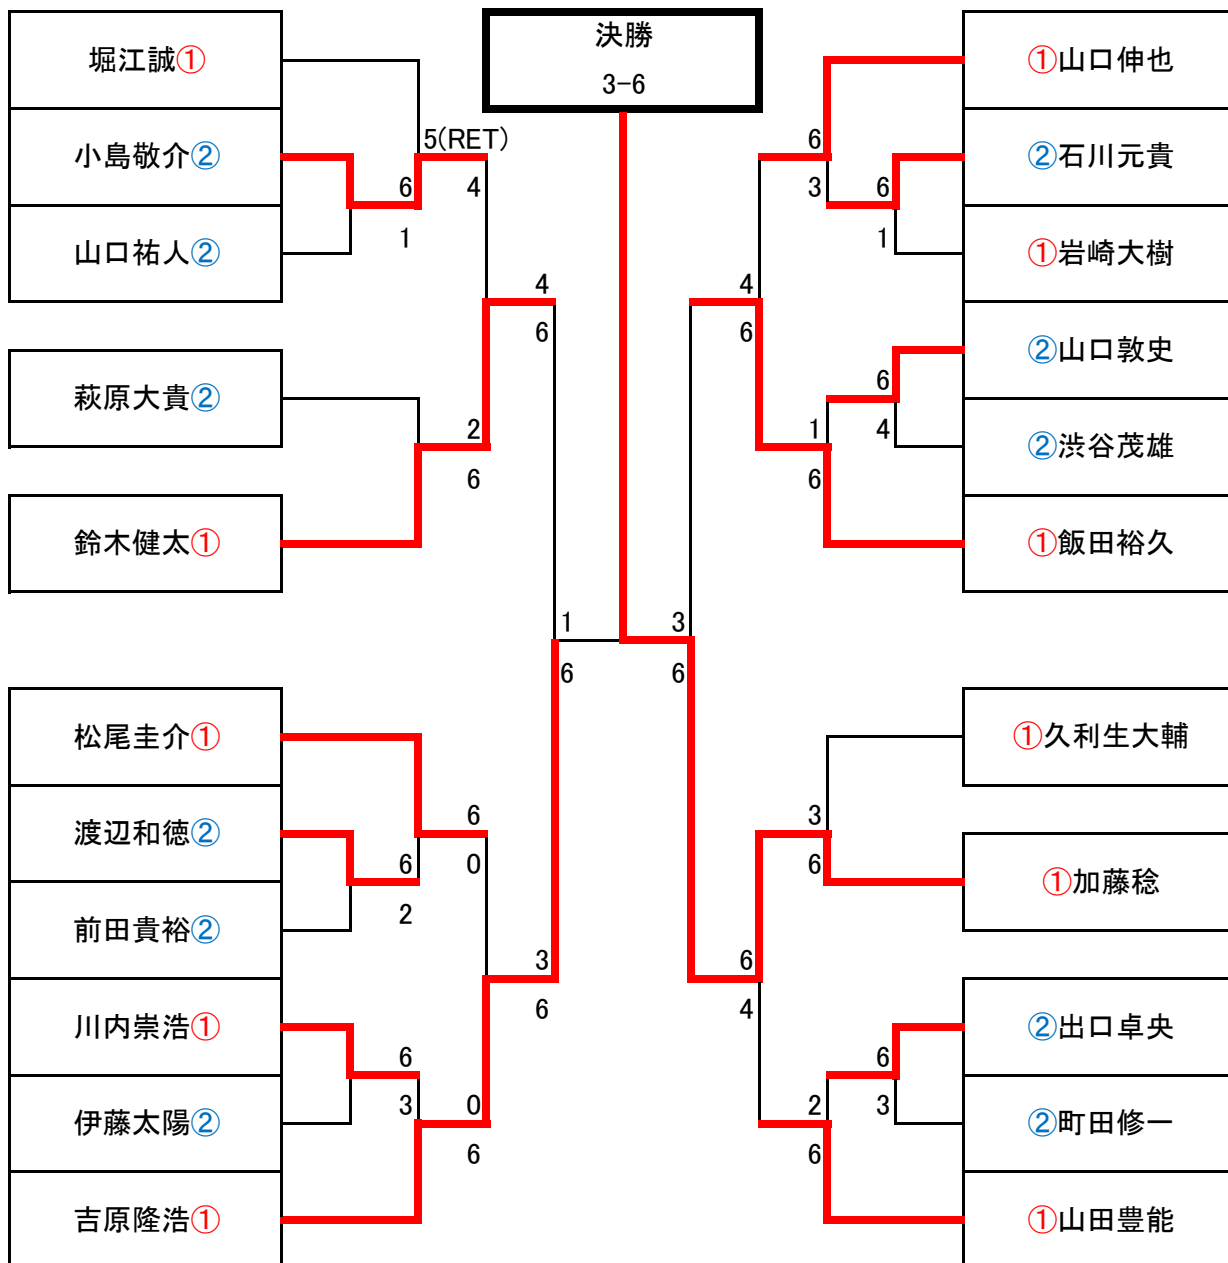 決勝
3-6
堀江誠①
小島敬介②
山口祐人②
萩原大貴②
鈴木健太①
松尾圭介①
渡辺和徳②
前田貴裕②
川内崇浩①
伊藤太陽②
吉原隆浩①
5(RET)
4
6
1
4
6
2
6
1
6
6
0
6
2
3
6
6
3
0
6
①山口伸也
②石川元貴
①岩崎大樹
②山口敦史
②渋谷茂雄
①飯田裕久
①久利生大輔
①加藤稔
②出口卓央
②町田修一
①山田豊能
6
3
6
1
4
6
6
4
1
6
3
6
3
6
6
4
6
3
2
6